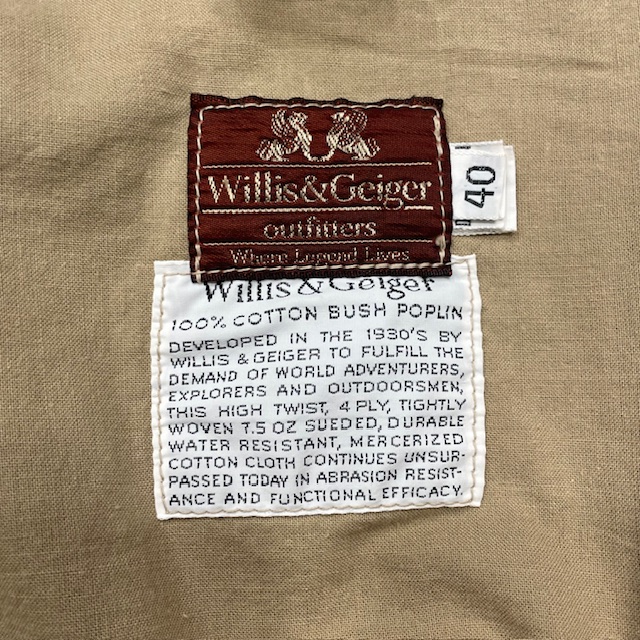 Willis&Geiger
outfitters
Where Legend Lives
40
Willis & Geiger
100% COTTON BUSH POPLIN
DEVELOPED IN THE 1930'S BY
WILLIS & GEIGER TO FULFILL THE
DEMAND OF WORLD ADVENTURERS,
EXPLORERS AND OUTDOORSMEN,
THIS HIGH TWIST, 4 PLY, TIGHTLY
WOVEN 7.5 OZ SUEDED, DURABLE
WATER RESISTANT, MERCERIZED
COTTON CLOTH CONTINUES UNSUR-
PASSED TODAY IN ABRASION RESIST-
ANCE AND FUNCTIONAL EFFICACY.